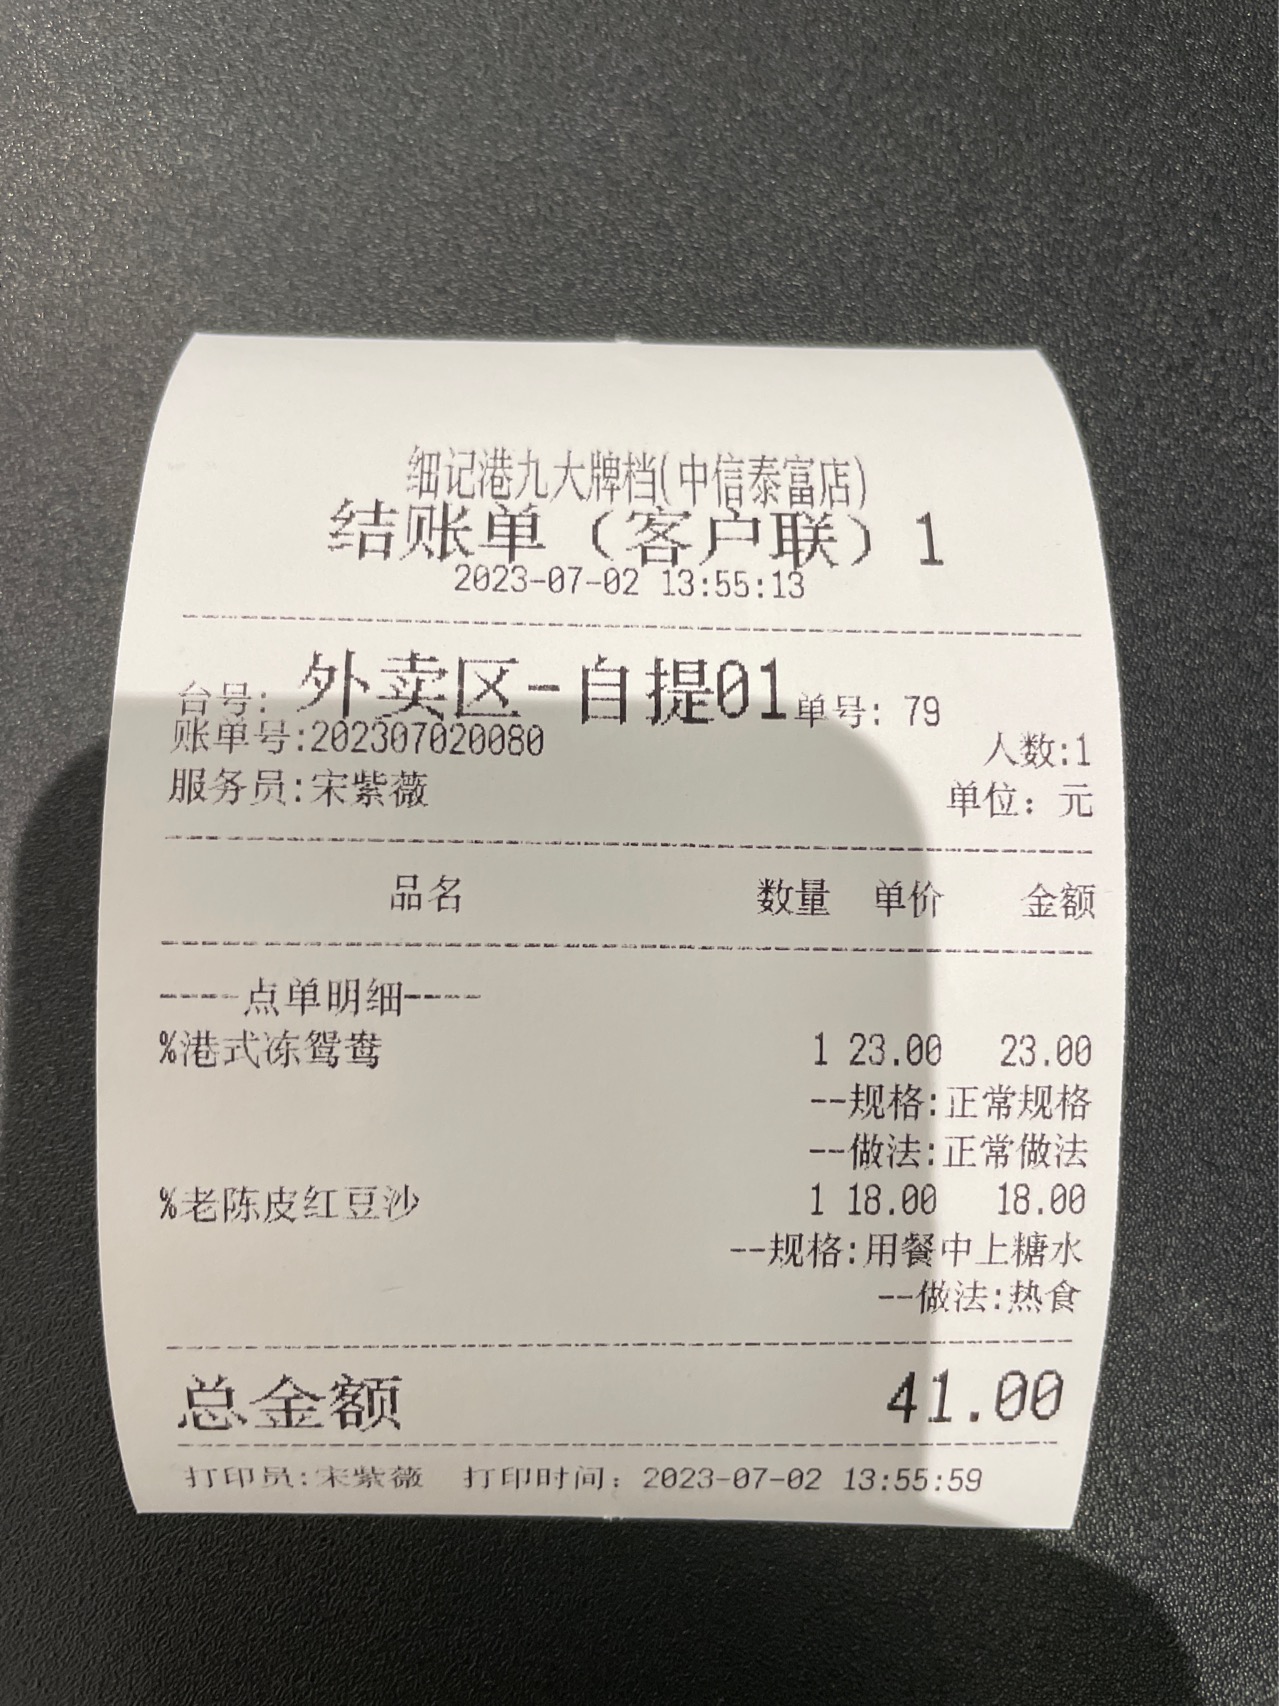 细记港九大牌档(中信泰富店)
结账单（客户联）1
2023-07-02 13:55:13
台号: 外卖区-自提01 单号: 79
账单号:202307020080 人数:1
服务员:宋紫薇 单位: 元
品名 数量 单价 金额
----点单明细----
%港式冻鸳鸯 1 23.00 23.00
--规格:正常规格
--做法:正常做法
%老陈皮红豆沙 1 18.00 18.00
--规格:用餐中上糖水
--做法:热食
总金额 41.00
打印员:宋紫薇 打印时间: 2023-07-02 13:55:59